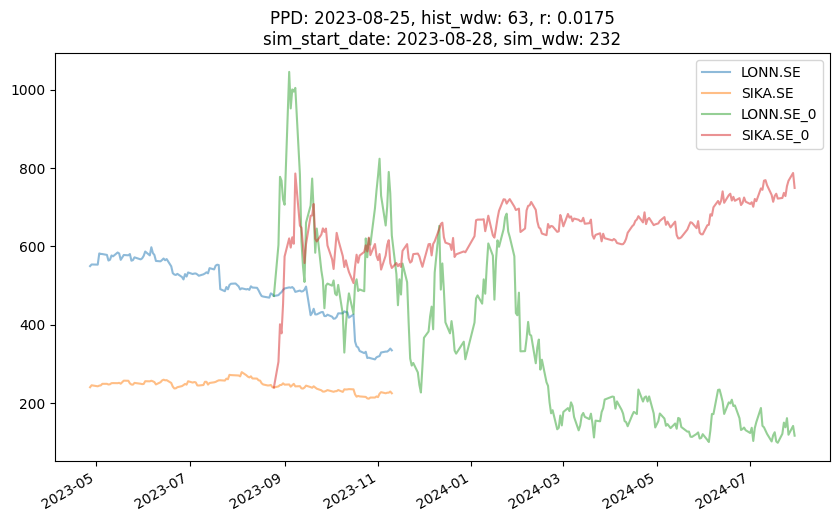 PPD: 2023-08-25, hist_wdw: 63, r: 0.0175
sim_start_date: 2023-08-28, sim_wdw: 232
LONN.SE
SIKA.SE
LONN.SE_0
SIKA.SE_0
1000
800
600
400
200
2023-05
2023-07
2023-09
2023-11
2024-01
2024-03
2024-05
2024-07